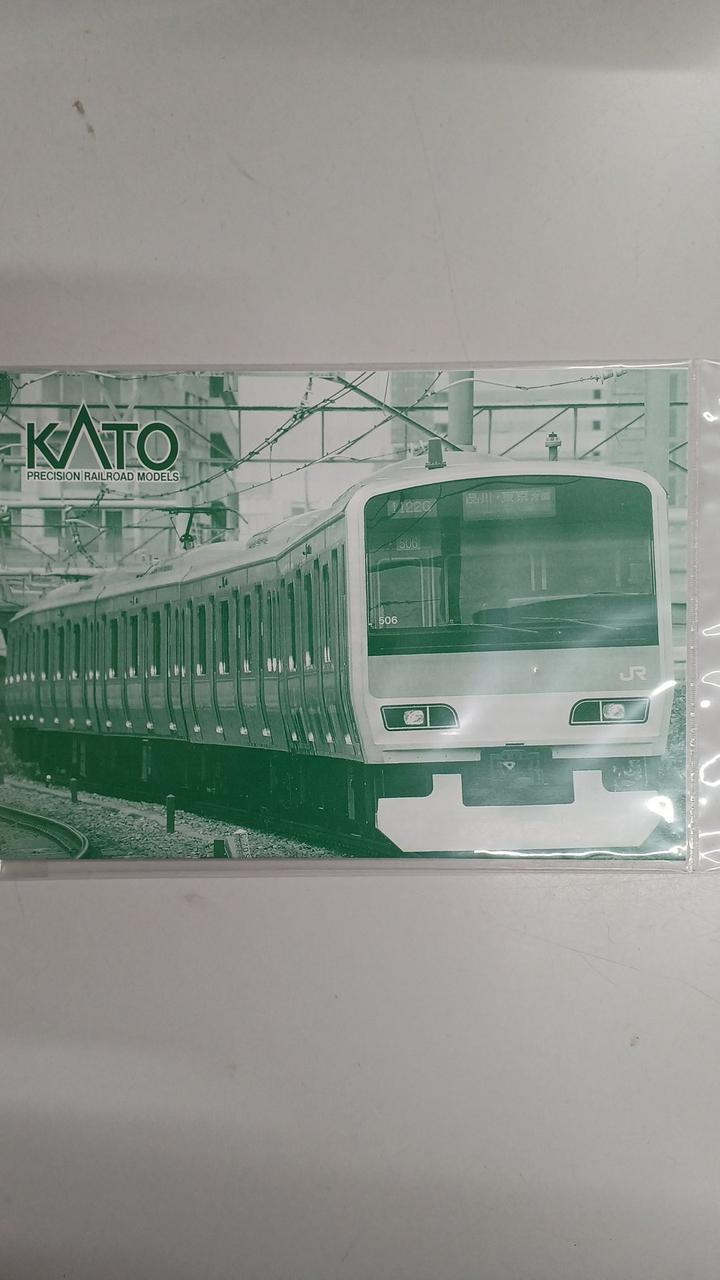 KATO
PRECISION RAILROAD MODELS
1122G
品川・東京方面
506
506
JR